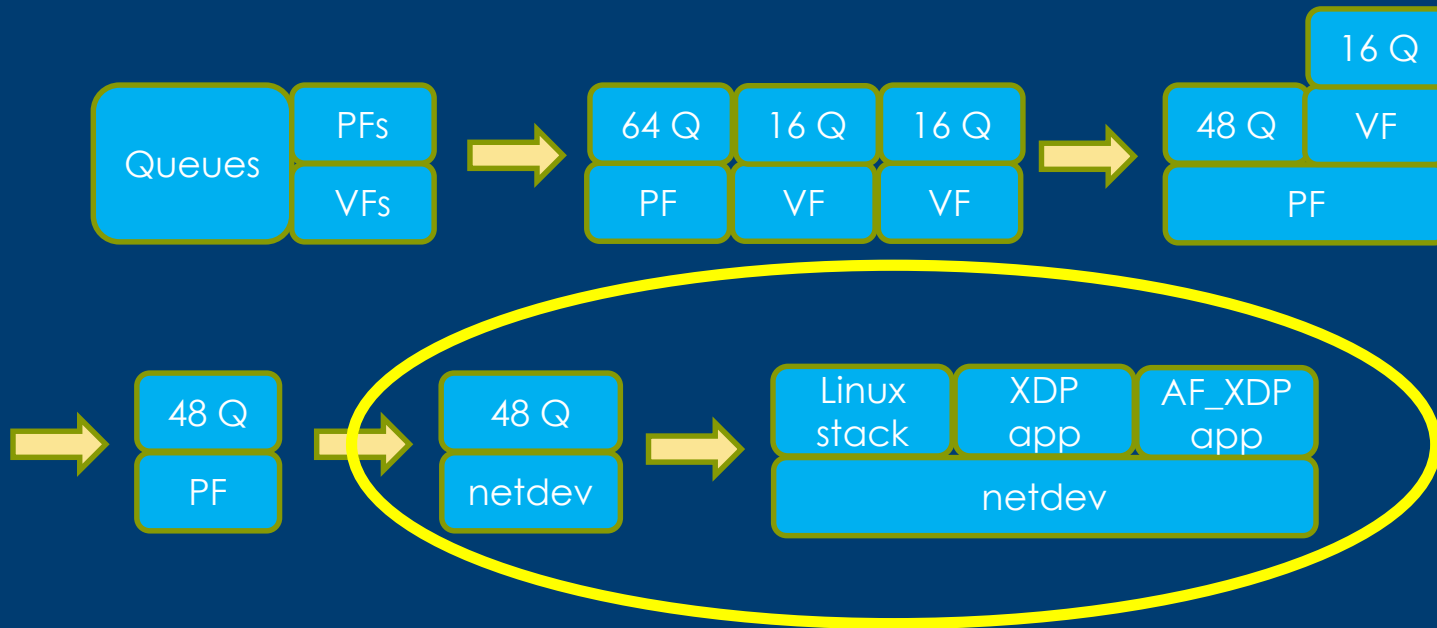 16 Q
Queues
PFs
VFs
64 Q
16 Q
16 Q
PF
VF
VF
48 Q
VF
PF
48 Q
PF
48 Q
netdev
Linux
stack
XDP
app
AF_XDP
app
netdev